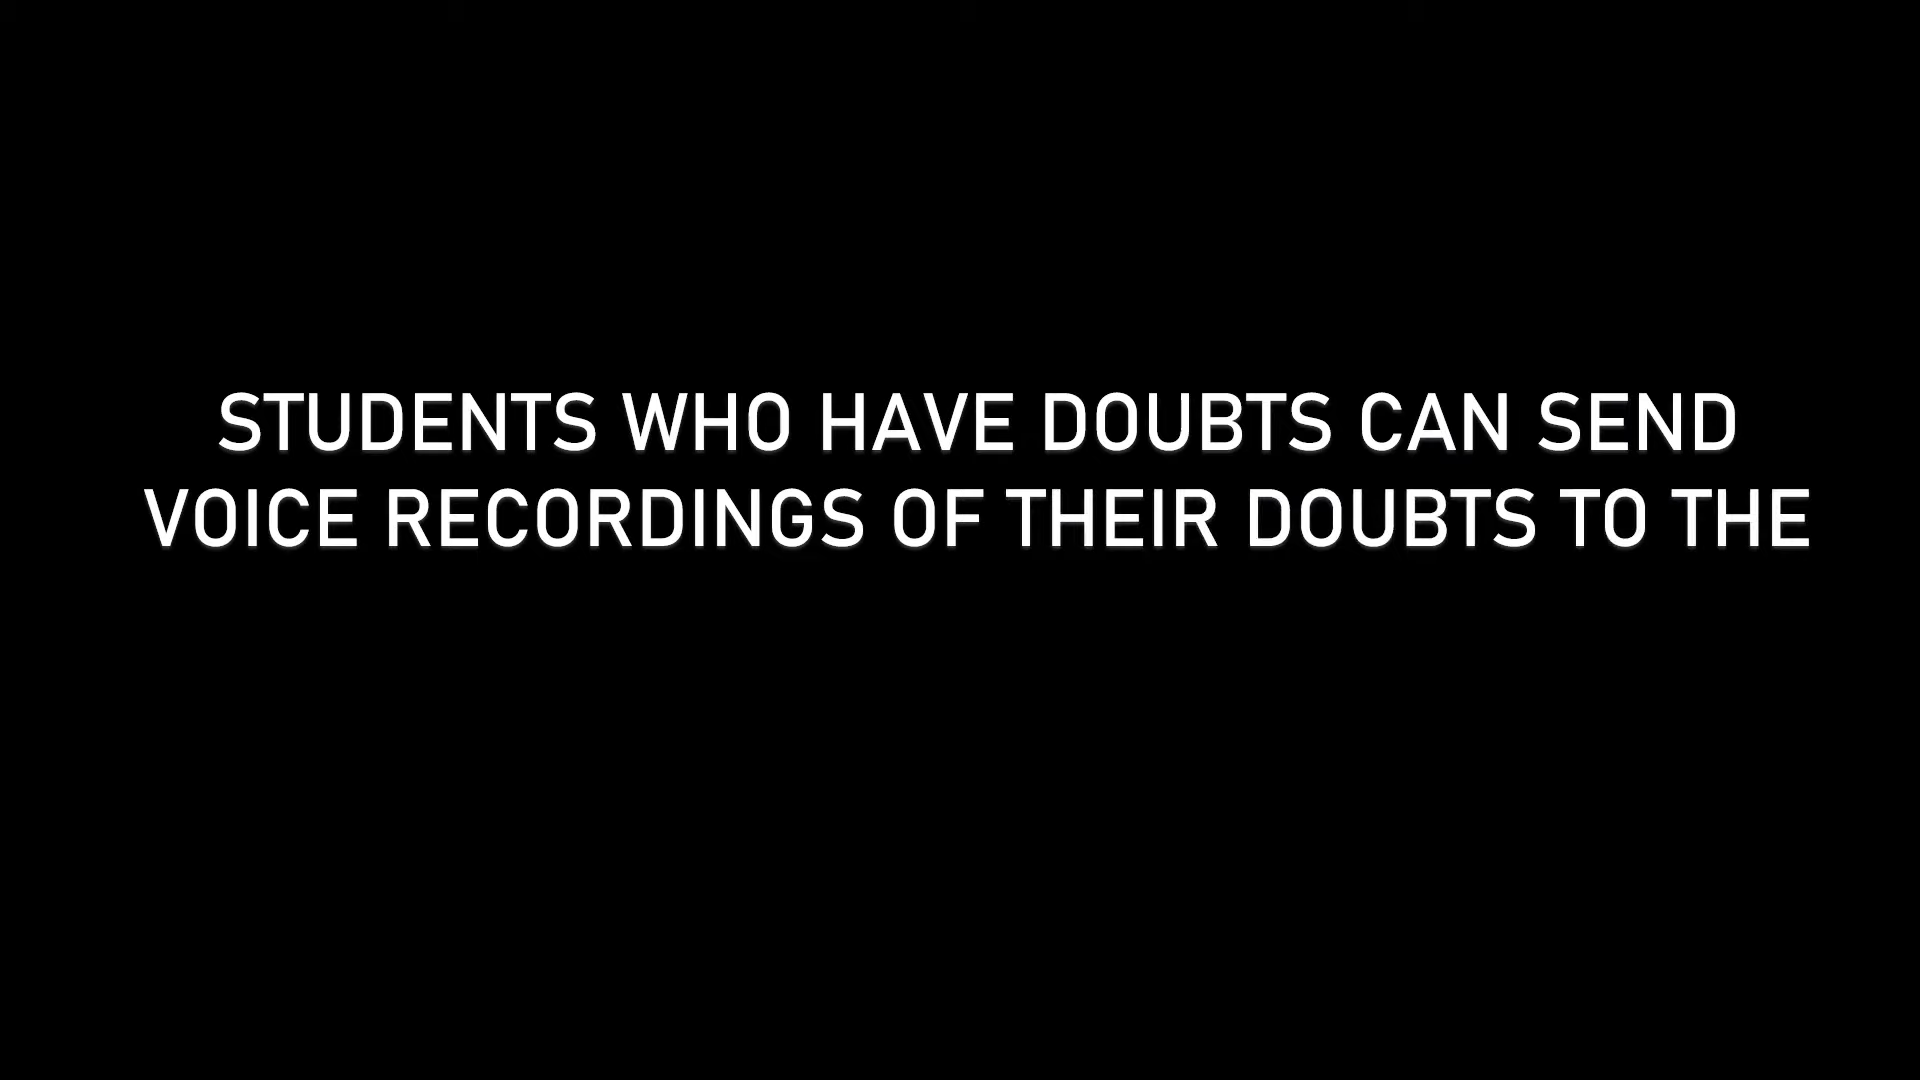 STUDENTS WHO HAVE DOUBTS CAN SEND
VOICE RECORDINGS OF THEIR DOUBTS TO THE